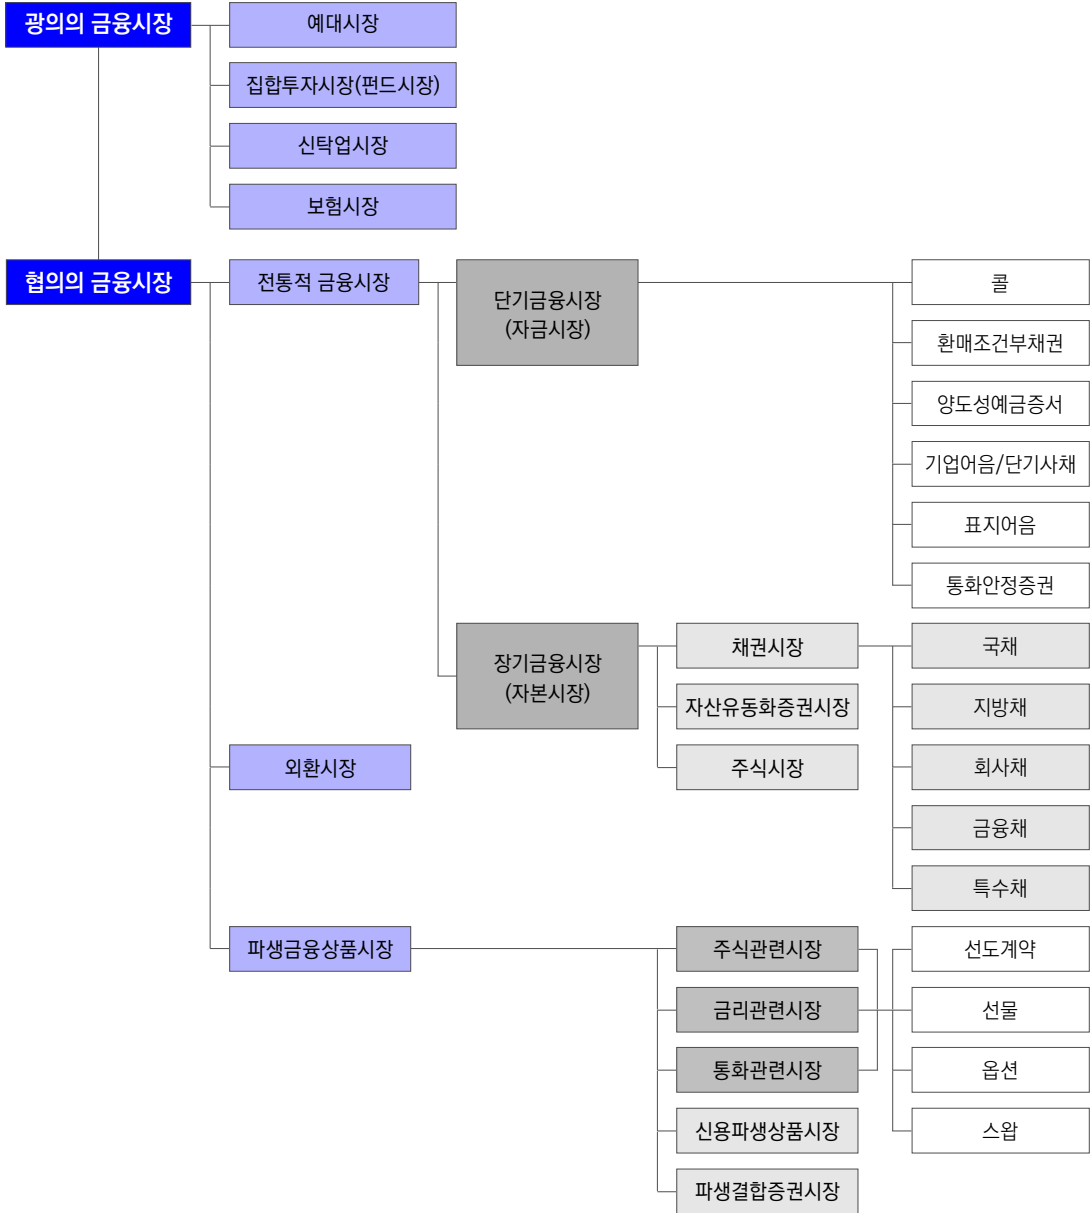 광의의 금융시장
예대시장
집합투자시장(펀드시장)
신탁업시장
보험시장
협의의 금융시장
전통적 금융시장
단기금융시장
(자금시장)
콜
환매조건부채권
양도성예금증서
기업어음/단기사채
표지어음
통화안정증권
장기금융시장
(자본시장)
채권시장
국채
자산유동화증권시장
지방채
외환시장
주식시장
회사채
금융채
특수채
파생금융상품시장
주식관련시장
선도계약
금리관련시장
선물
통화관련시장
옵션
신용파생상품시장
스왑
파생결합증권시장